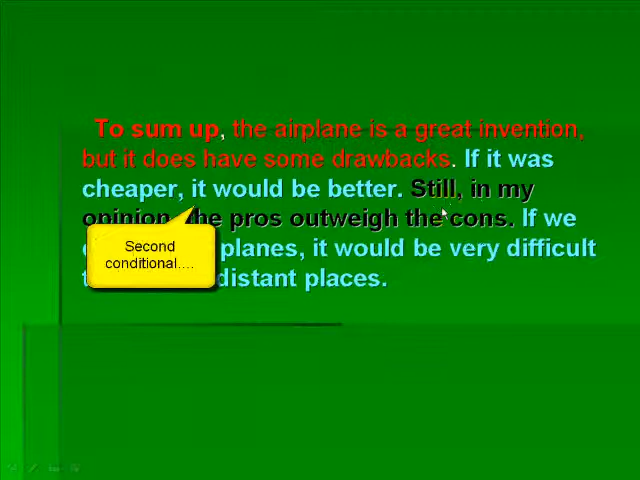 To sum up, the airplane is a great invention,
but it does have some drawbacks. If it was
cheaper, it would be better. Still, in my
opinion, the pros outweigh the cons. If we
planes, it would be very difficult
distant places.
Second
conditional....